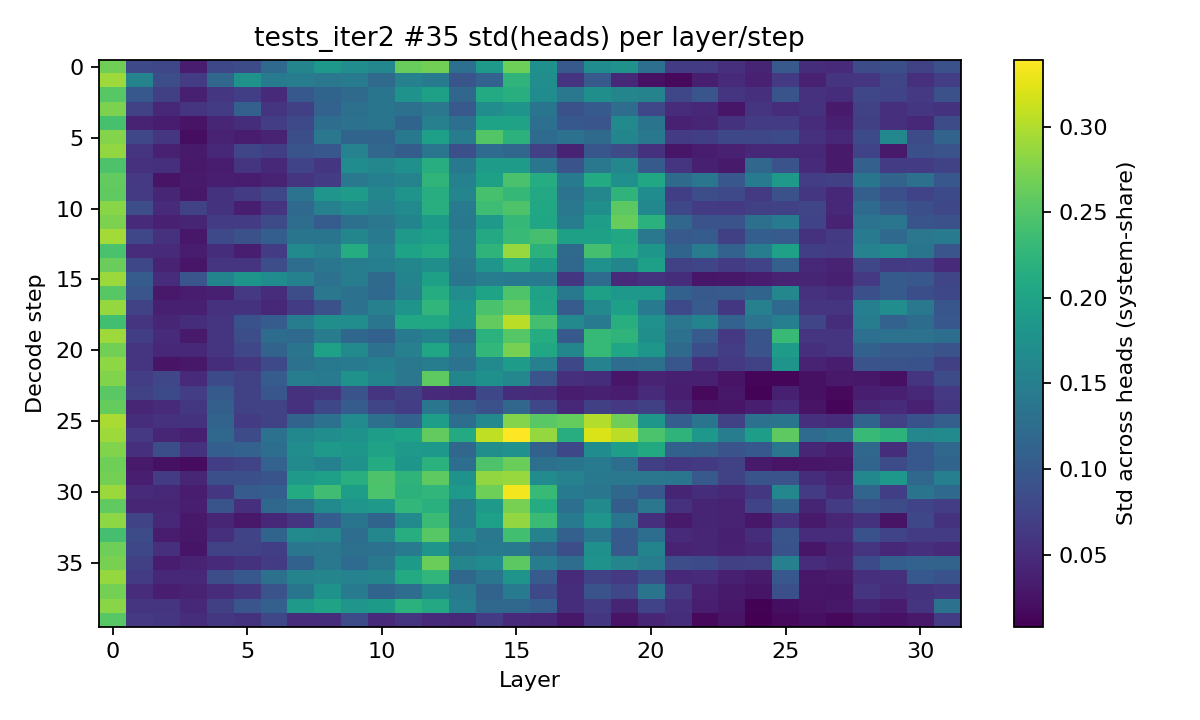 tests_iter2 #35 std(heads) per layer/step
0
5
10
15
20
25
30
35
Decode step
0 5 10 15 20 25 30
Layer
0.30
0.25
0.20
0.15
0.10
0.05
Std across heads (system-share)